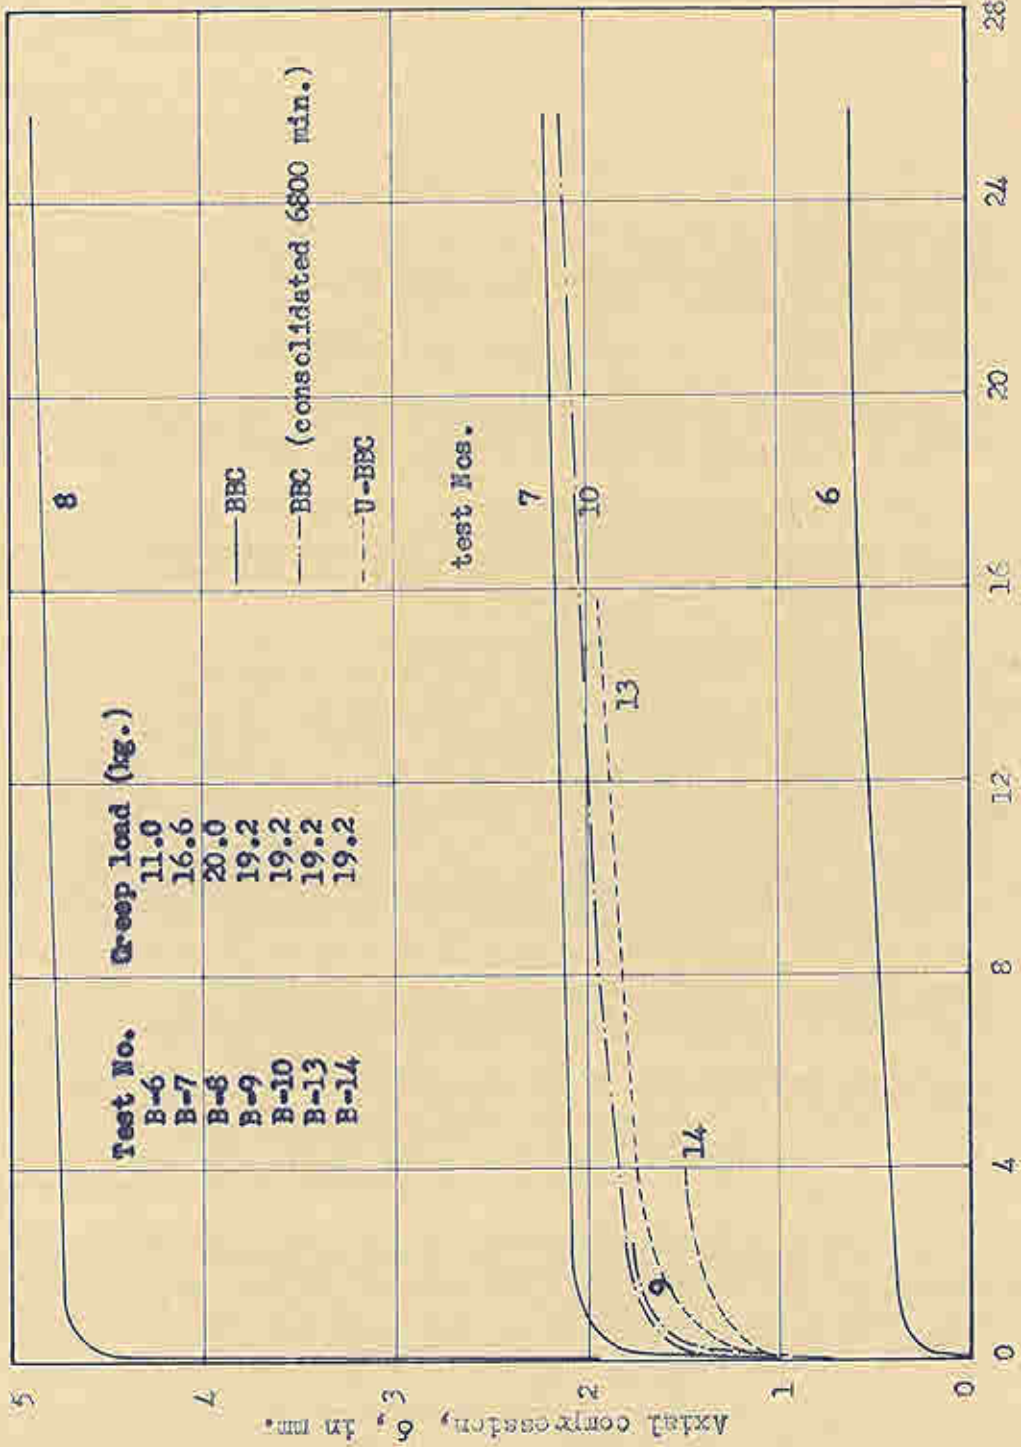 5
4
3
2
1
0
Axial compression, δ, in mm.
0
4
8
12
16
20
24
28
Test No. Creep load (kg.)
B-6 11.0
B-7 16.6
B-8 20.0
B-9 19.2
B-10 19.2
B-13 19.2
B-14 19.2
BBC
BBC (consolidated 6800 min.)
U-BBC
test Nos.
8
7
10
13
14
9
6